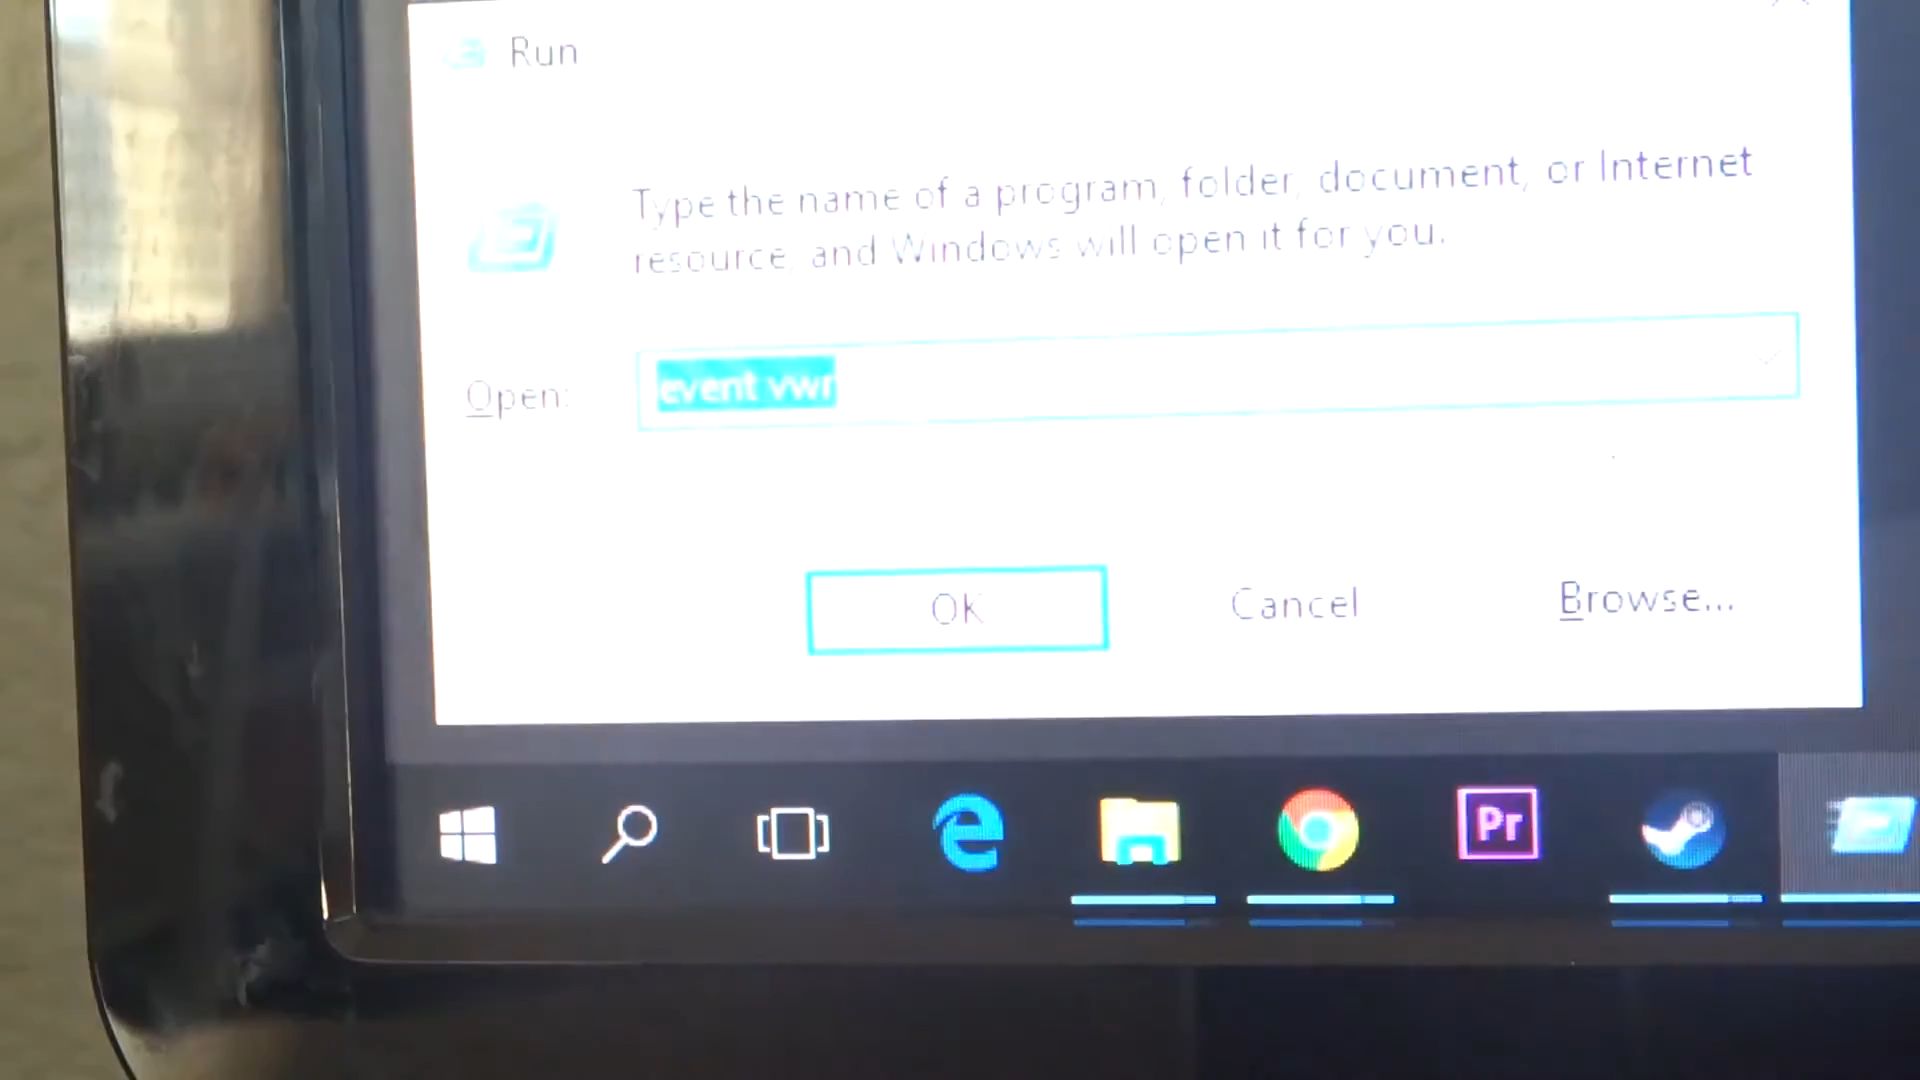 Run
Type the name of a program, folder, document, or Internet
resource, and Windows will open it for you.
Open:
event vwr
OK
Cancel
Browse...
Pr